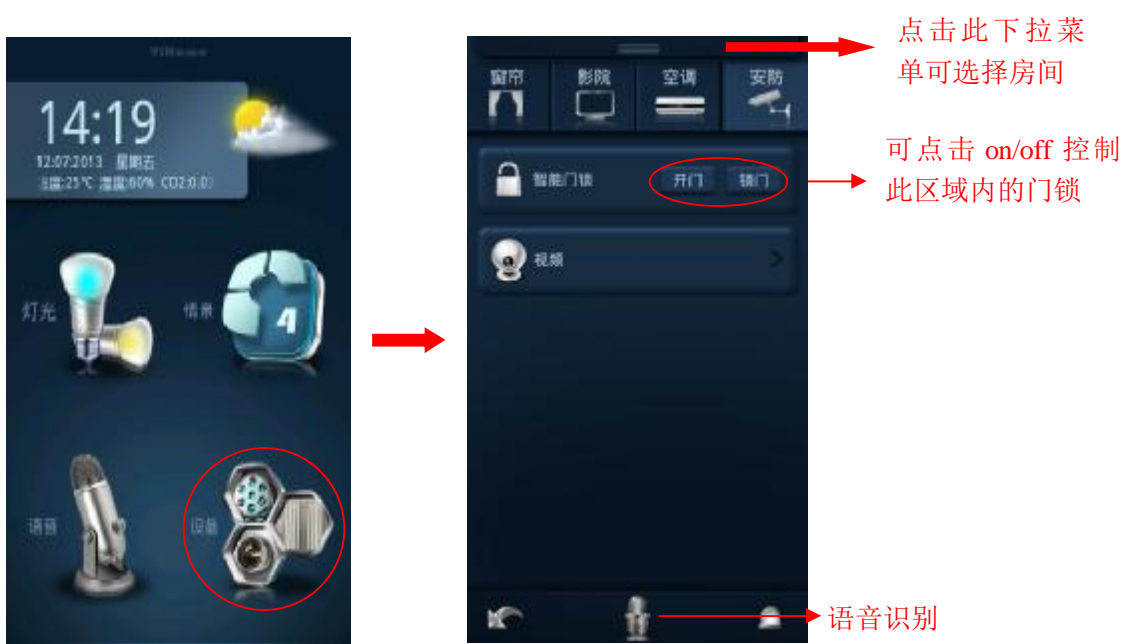 14:19
12:07:2013 星期五
温度:25℃ 湿度:60% CO2:0.0
灯光
情景
4
语音
设备
窗帘
影院
空调
安防
智能门锁
开门
锁门
视频
点击此下拉菜
单可选择房间
可点击 on/off 控制
此区域内的门锁
语音识别